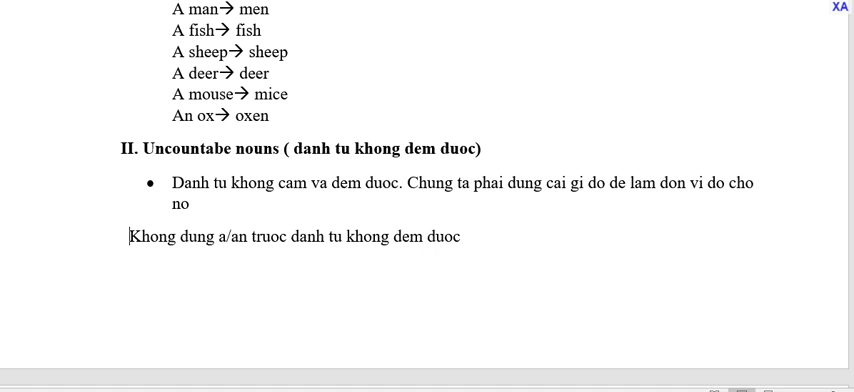 XA
A man→ men
A fish→ fish
A sheep→ sheep
A deer→ deer
A mouse→ mice
An ox→ oxen
II. Uncountabe nouns ( danh tu khong dem duoc)
• Danh tu khong cam va dem duoc. Chung ta phai dung cai gi do de lam don vi do cho
no
Khong dung a/an truoc danh tu khong dem duoc